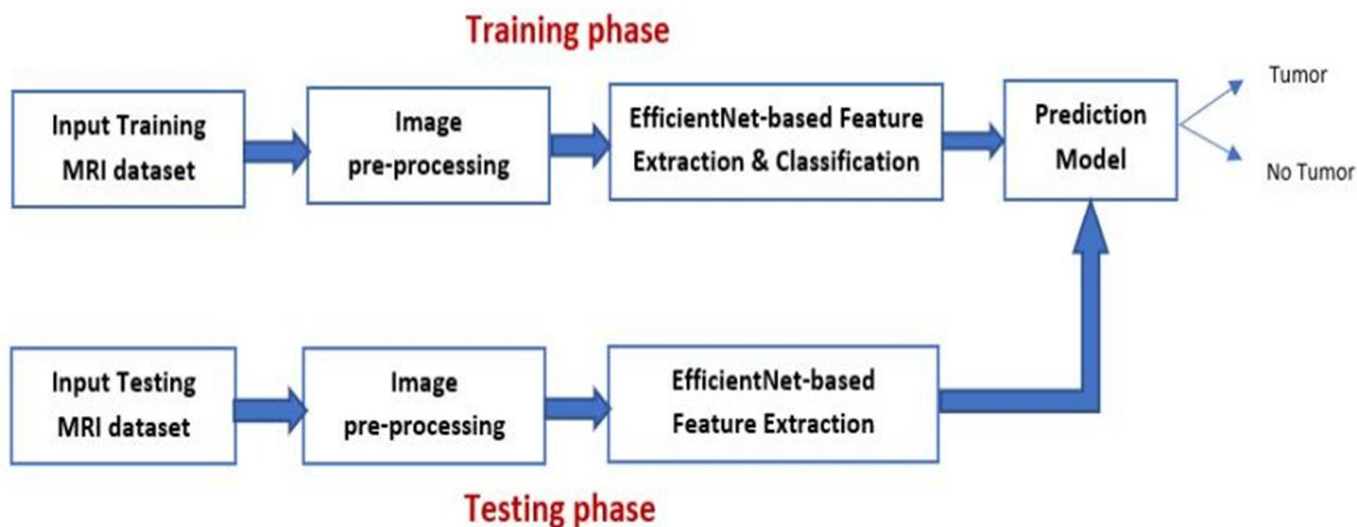 Training phase
Input Training
MRI dataset
Image
pre-processing
EfficientNet-based Feature
Extraction & Classification
Prediction
Model
Tumor
No Tumor
Input Testing
MRI dataset
Image
pre-processing
EfficientNet-based
Feature Extraction
Testing phase